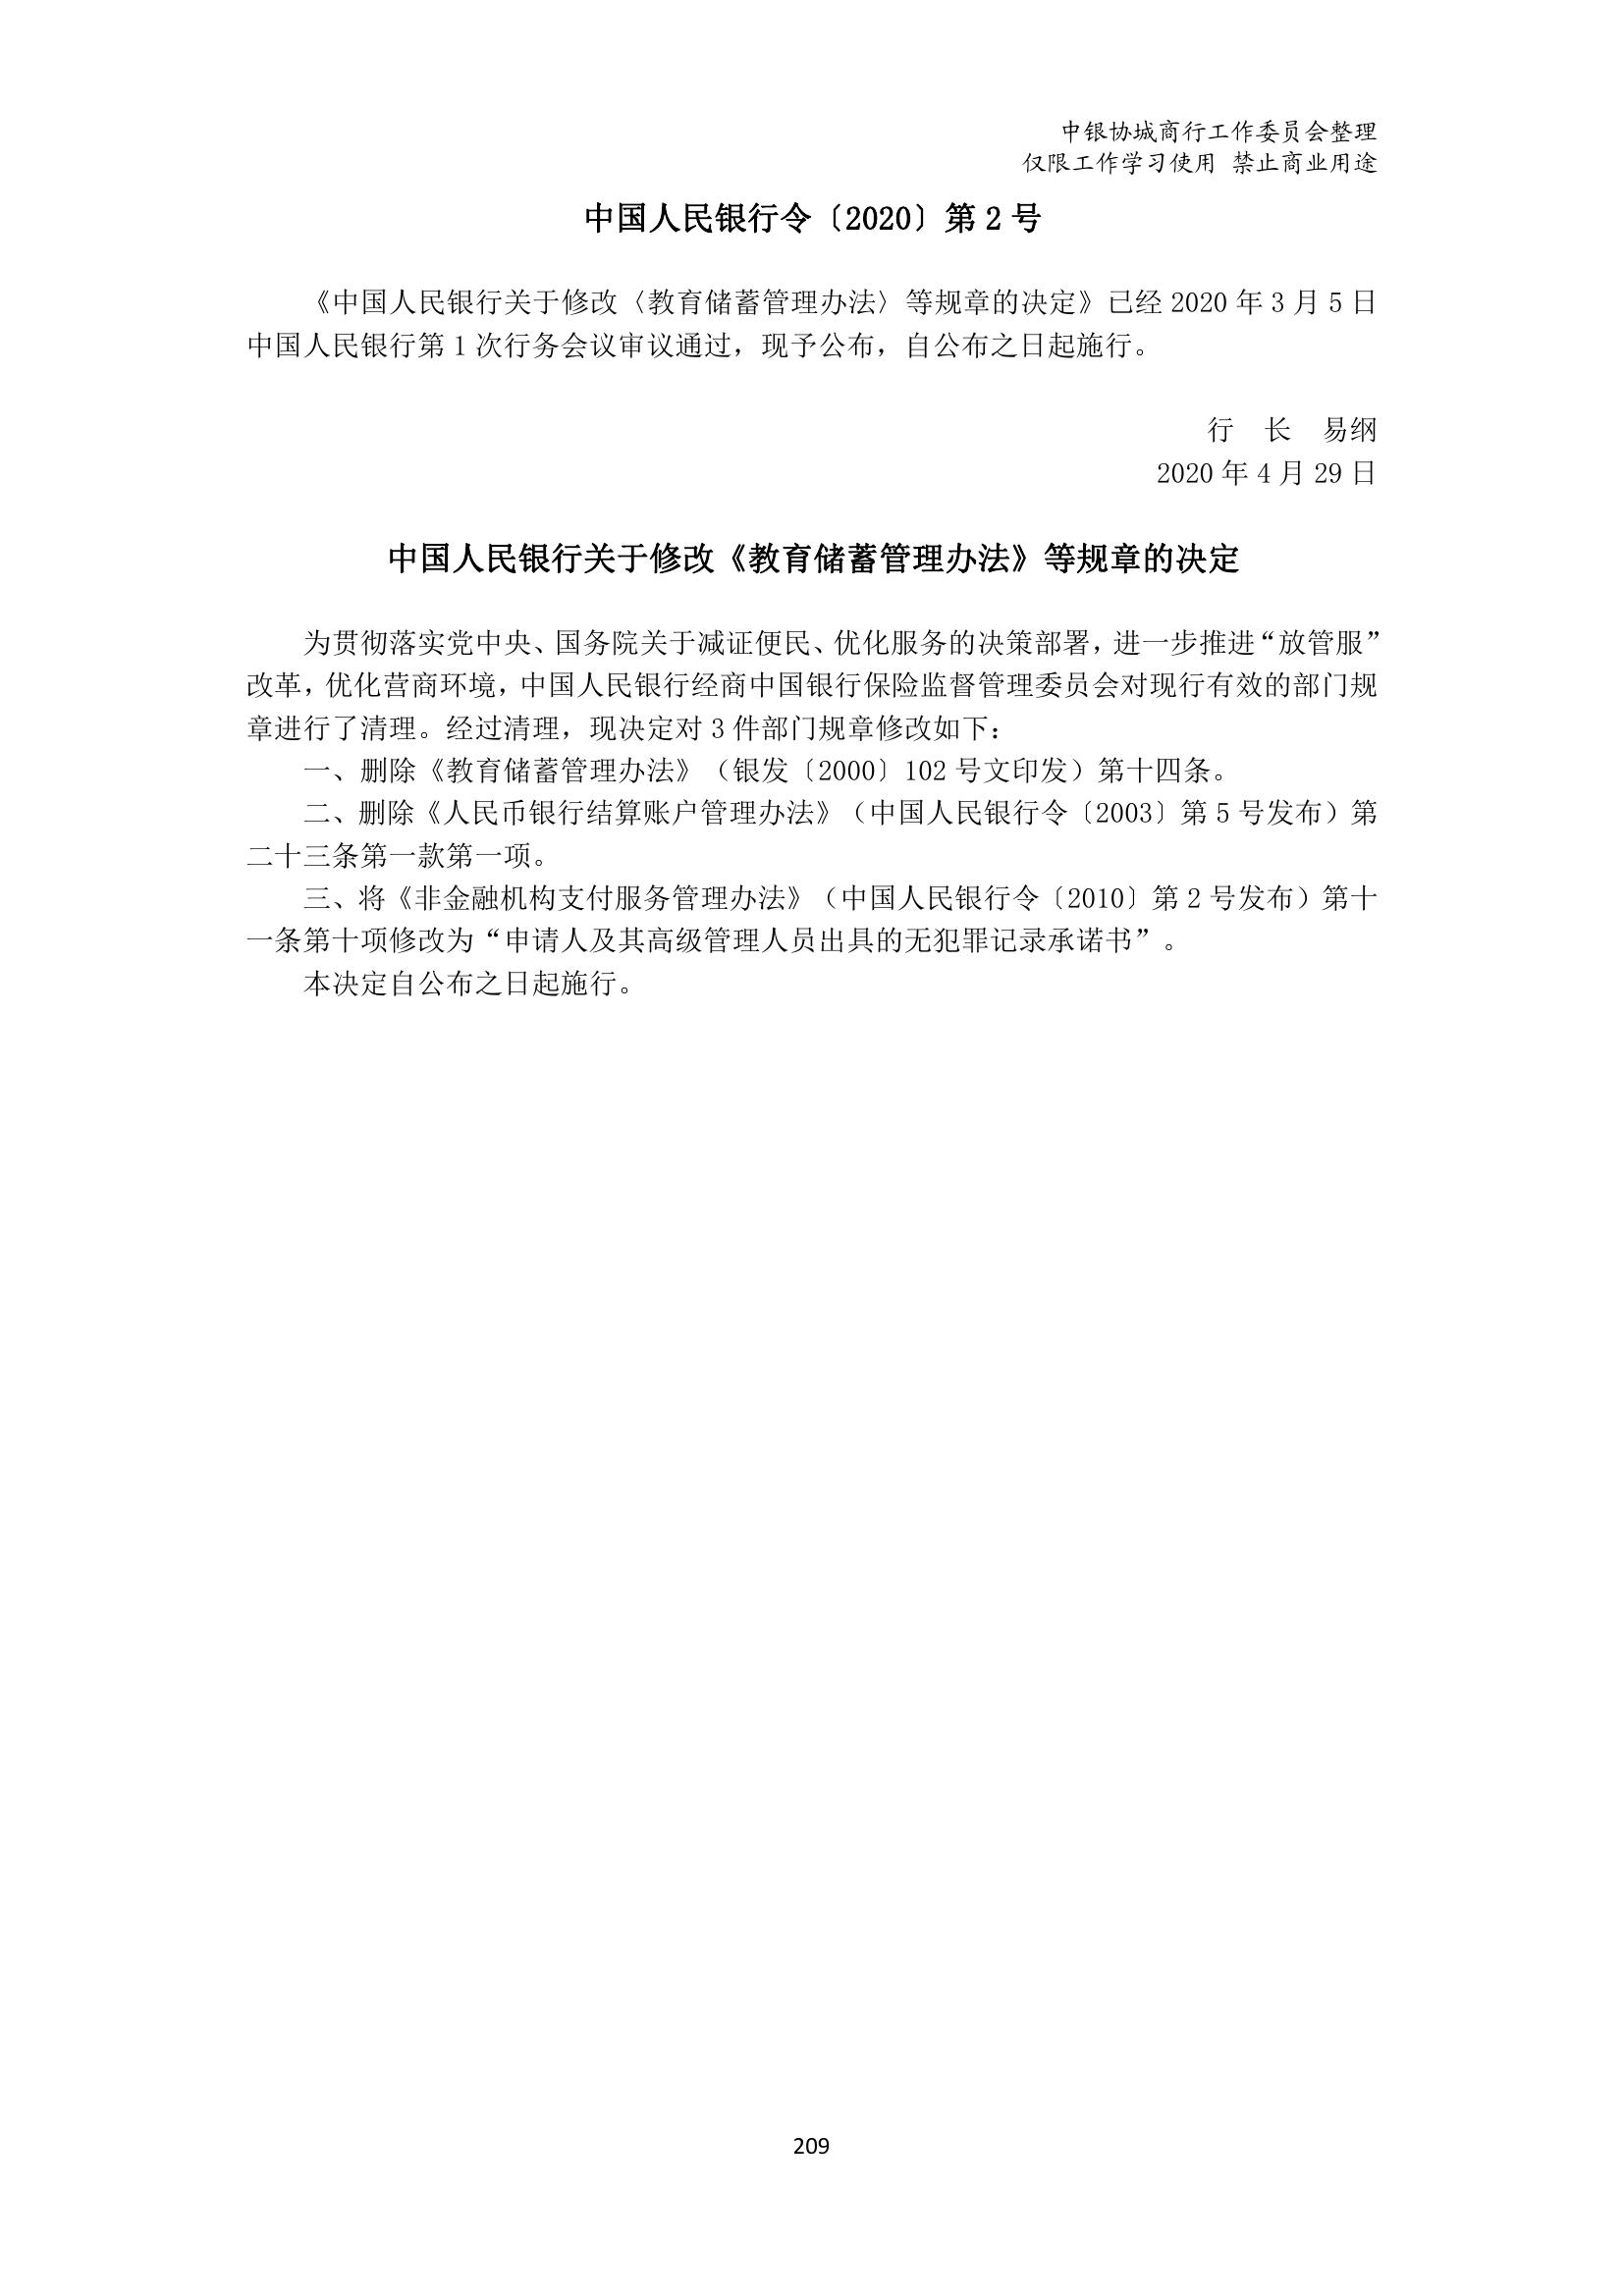 中银协城商行工作委员会整理
仅限工作学习使用 禁止商业用途
中国人民银行令〔2020〕第 2 号
《中国人民银行关于修改〈教育储蓄管理办法〉等规章的决定》已经 2020 年 3 月 5 日
中国人民银行第 1 次行务会议审议通过，现予公布，自公布之日起施行。
行　长　易纲
2020 年 4 月 29 日
中国人民银行关于修改《教育储蓄管理办法》等规章的决定
为贯彻落实党中央、国务院关于减证便民、优化服务的决策部署，进一步推进“放管服”
改革，优化营商环境，中国人民银行经商中国银行保险监督管理委员会对现行有效的部门规
章进行了清理。经过清理，现决定对 3 件部门规章修改如下：
一、删除《教育储蓄管理办法》（银发〔2000〕102 号文印发）第十四条。
二、删除《人民币银行结算账户管理办法》（中国人民银行令〔2003〕第 5 号发布）第
二十三条第一款第一项。
三、将《非金融机构支付服务管理办法》（中国人民银行令〔2010〕第 2 号发布）第十
一条第十项修改为“申请人及其高级管理人员出具的无犯罪记录承诺书”。
本决定自公布之日起施行。
209